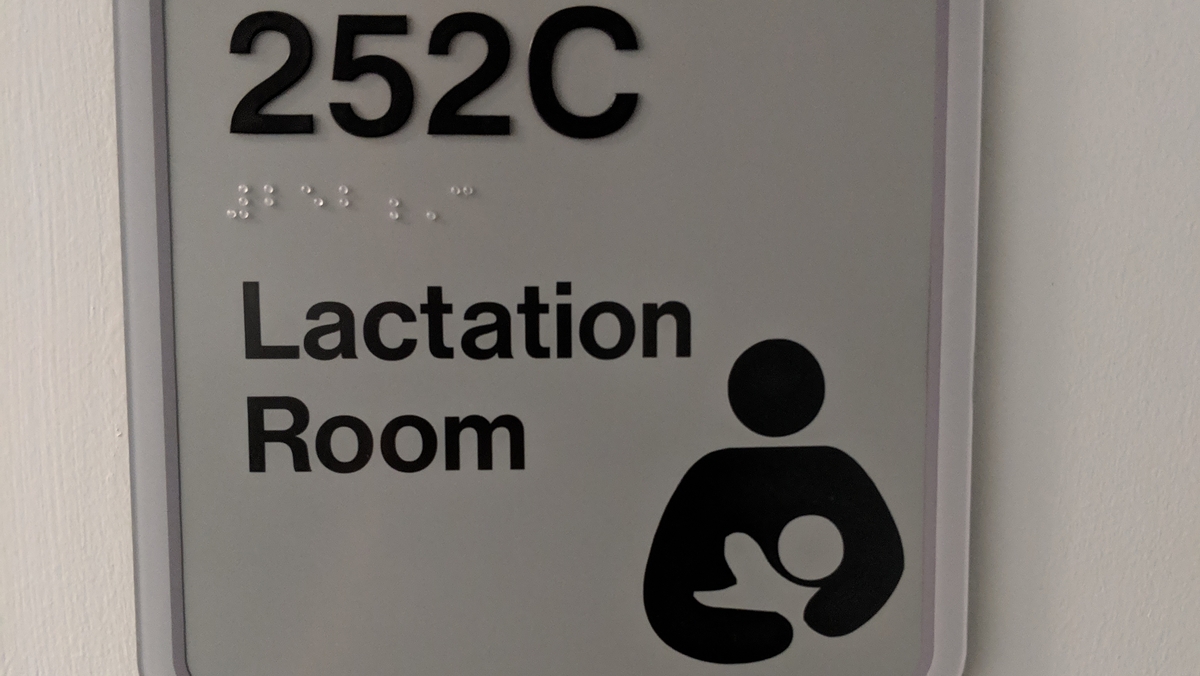 252C
⠼⠃⠑⠃⠰⠠⠉
Lactation
Room